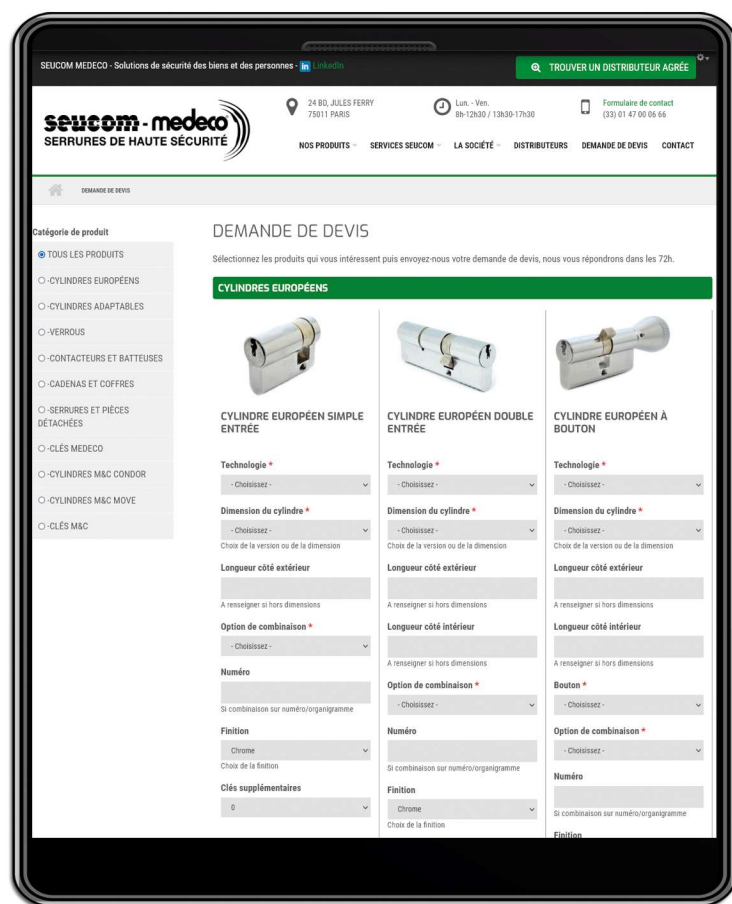 SEUCOM MEDECO - Solutions de sécurité des biens et des personnes - in LinkedIn
TROUVER UN DISTRIBUTEUR AGRÉE
seucom - medeco
SERRURES DE HAUTE SÉCURITÉ
24 BD, JULES FERRY
75011 PARIS
Lun. - Ven.
8h-12h30 / 13h30-17h30
Formulaire de contact
(33) 01 47 00 06 66
NOS PRODUITS
SERVICES SEUCOM
LA SOCIÉTÉ
DISTRIBUTEURS
DEMANDE DE DEVIS
CONTACT
DEMANDE DE DEVIS
Catégorie de produit
TOUS LES PRODUITS
-CYLINDRES EUROPÉENS
-CYLINDRES ADAPTABLES
-VERROUS
-CONTACTEURS ET BATTEUSES
-CADENAS ET COFFRES
-SERRURES ET PIÈCES
DÉTACHÉES
-CLÉS MEDECO
-CYLINDRES M&C CONDOR
-CYLINDRES M&C MOVE
-CLÉS M&C
DEMANDE DE DEVIS
Sélectionnez les produits qui vous intéressent puis envoyez-nous votre demande de devis, nous vous répondrons dans les 72h.
CYLINDRES EUROPÉENS
CYLINDRE EUROPÉEN SIMPLE
ENTRÉE
Technologie *
- Choisissez -
Dimension du cylindre *
- Choisissez -
Choix de la version ou de la dimension
Longueur côté extérieur
A renseigner si hors dimensions
Option de combinaison *
- Choisissez -
Numéro
Si combinaison sur numéro/organigramme
Finition
Chrome
Choix de la finition
Clés supplémentaires
0
CYLINDRE EUROPÉEN DOUBLE
ENTRÉE
Technologie *
- Choisissez -
Dimension du cylindre *
- Choisissez -
Choix de la version ou de la dimension
Longueur côté extérieur
A renseigner si hors dimensions
Longueur côté intérieur
A renseigner si hors dimensions
Option de combinaison *
- Choisissez -
Numéro
Si combinaison sur numéro/organigramme
Finition
Chrome
Choix de la finition
CYLINDRE EUROPÉEN À
BOUTON
Technologie *
- Choisissez -
Dimension du cylindre *
- Choisissez -
Choix de la version ou de la dimension
Longueur côté extérieur
A renseigner si hors dimensions
Longueur côté intérieur
A renseigner si hors dimensions
Bouton *
- Choisissez -
Option de combinaison *
- Choisissez -
Numéro
Si combinaison sur numéro/organigramme
Finition